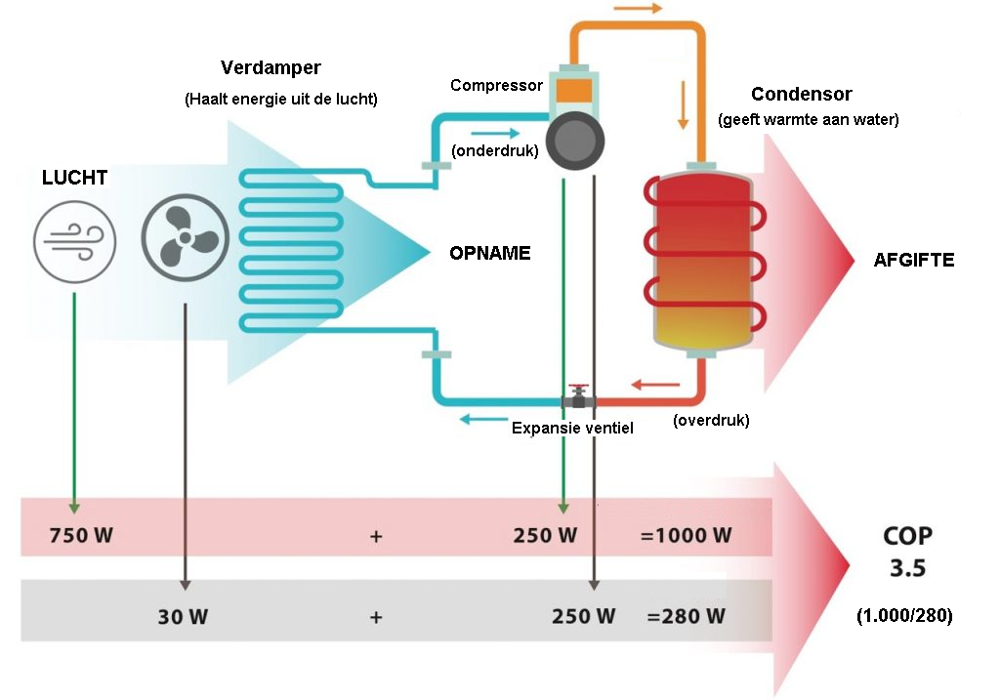 Verdamper
(Haalt energie uit de lucht)
Compressor
Condensor
(geeft warmte aan water)
(onderdruk)
LUCHT
OPNAME
AFGIFTE
Expansie ventiel
(overdruk)
750 W + 250 W =1000 W
COP
3.5
30 W + 250 W =280 W
(1.000/280)